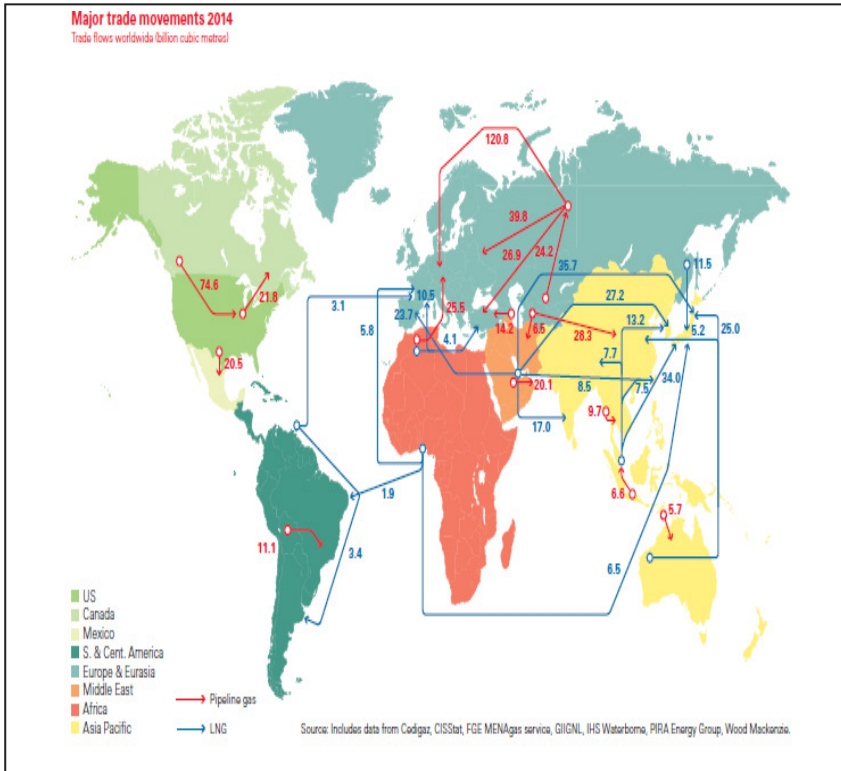 Major trade movements 2014
Trade flows worldwide (billion cubic metres)
120.8
39.8
26.9
24.2
35.7
11.5
74.6
21.8
3.1
10.5
27.2
5.8
25.5
23.7
14.2
6.5
13.2
5.2
25.0
4.1
28.3
20.5
7.7
34.0
20.1
8.5
7.5
9.7
17.0
1.9
6.6
5.7
11.1
3.4
6.5
US
Canada
Mexico
S. & Cent. America
Europe & Eurasia
Middle East
Africa
Asia Pacific
Pipeline gas
LNG
Source: Includes data from Cedigaz, CISStat, FGE MENAgas service, GIIGNL, IHS Waterborne, PIRA Energy Group, Wood Mackenzie.